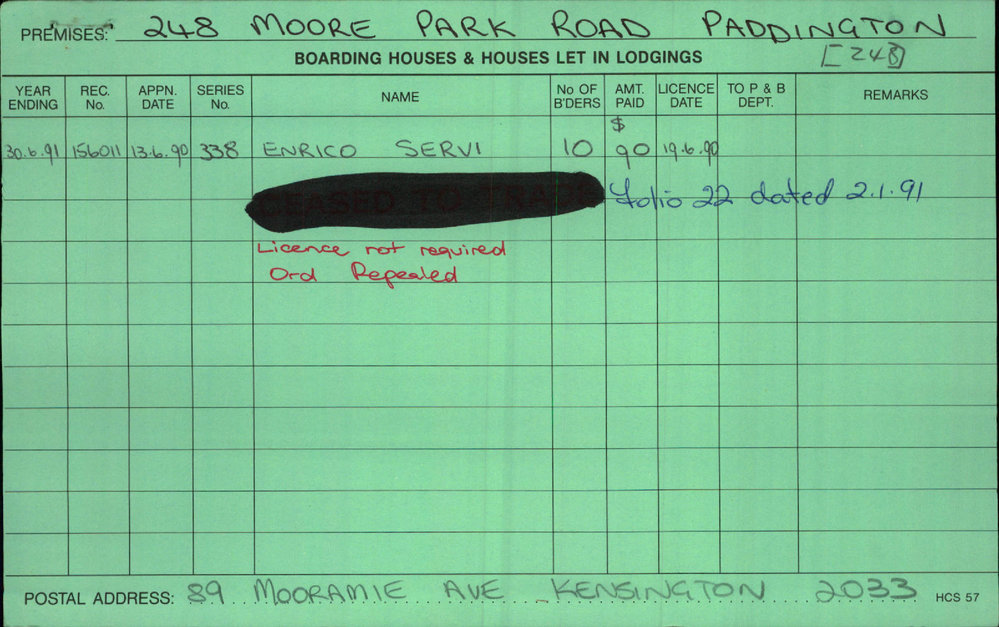 PREMISES: 248 MOORE PARK ROAD PADDINGTON
BOARDING HOUSES & HOUSES LET IN LODGINGS [248]
YEAR ENDING REC. No. APPN. DATE SERIES No. NAME No OF B'DERS AMT. PAID LICENCE DATE TO P & B DEPT. REMARKS
$
30.6.91 156011 13.6.90 338 ENRICO SERVI 10 90 19.6.90
CEASED TO folio 22 dated 2.1.91
Licence not required
Ord Repealed
POSTAL ADDRESS: 89 MOORAMIE AVE KENSINGTON 2033 HCS 57